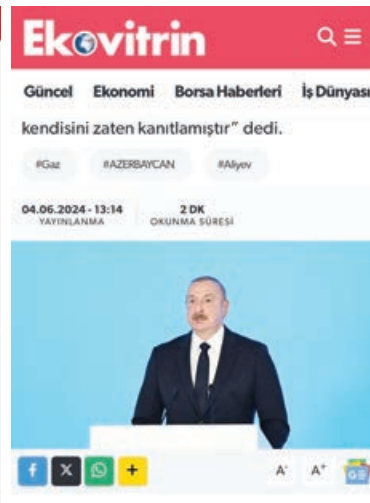 Ekovitrin
Güncel Ekonomi Borsa Haberleri İş Dünyası
kendisini zaten kanıtlamıştır” dedi.
#Gaz #AZERBAYCAN #Aliyev
04.06.2024 - 13:14 2 DK
YAYINLANMA OKUNMA SÜRESİ
f X +
A- A+ GE